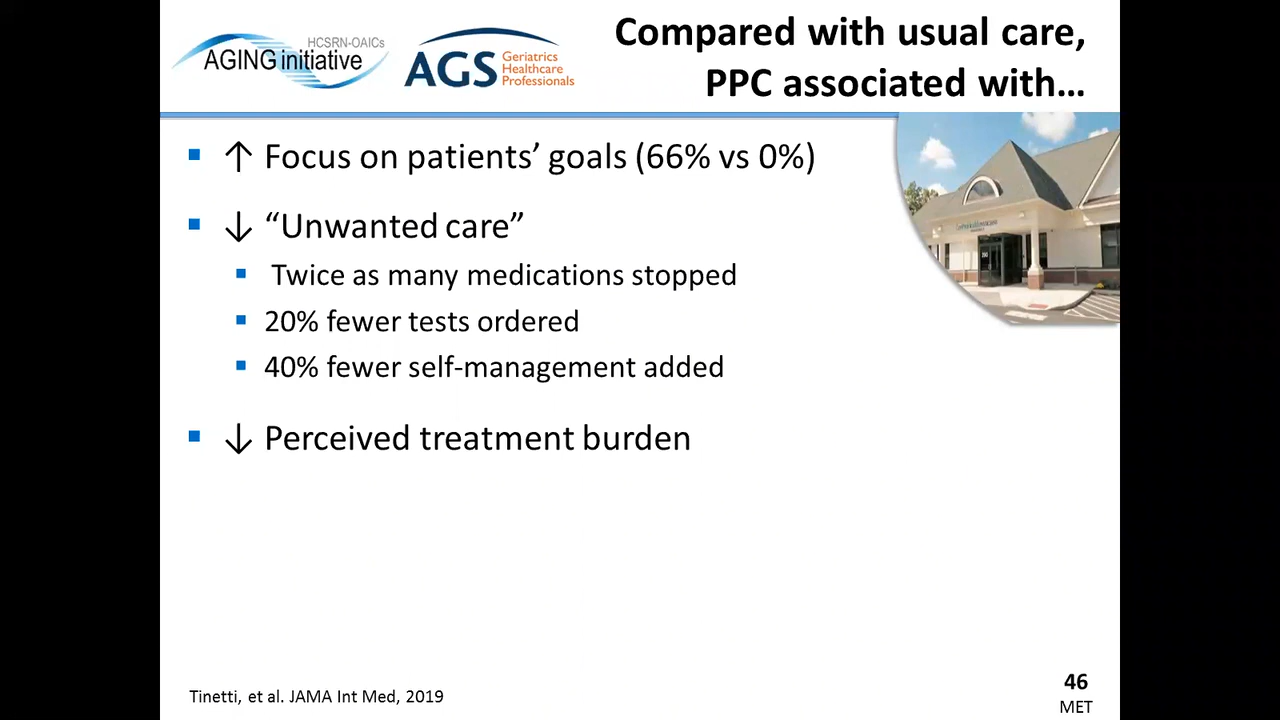 HCSRN-OAICs
AGING initiative
AGS
Geriatrics
Healthcare
Professionals
Compared with usual care,
PPC associated with…
↑ Focus on patients’ goals (66% vs 0%)
↓ “Unwanted care”
Twice as many medications stopped
20% fewer tests ordered
40% fewer self-management added
↓ Perceived treatment burden
Tinetti, et al. JAMA Int Med, 2019
46
MET